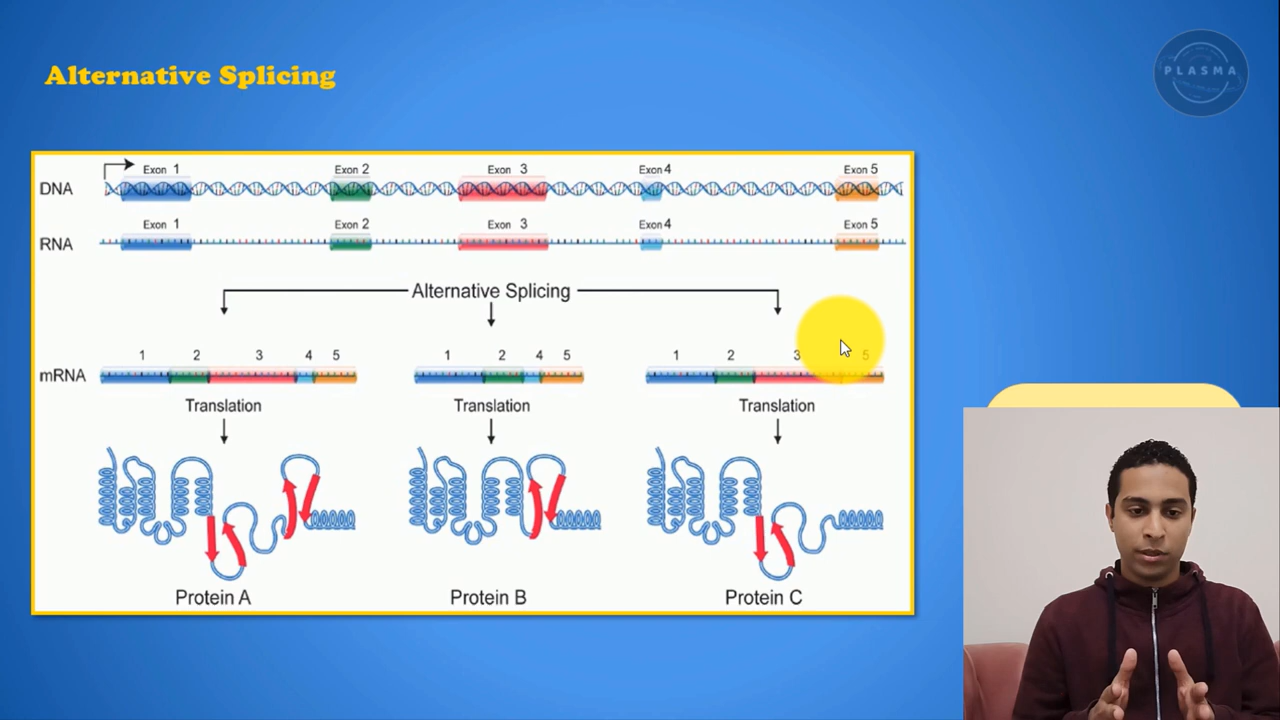 Alternative Splicing
PLASMA
Exon 1 Exon 2 Exon 3 Exon 4 Exon 5
DNA
Exon 1 Exon 2 Exon 3 Exon 4 Exon 5
RNA
Alternative Splicing
1 2 3 4 5 1 2 4 5 1 2 3 5
mRNA
Translation Translation Translation
Protein A Protein B Protein C